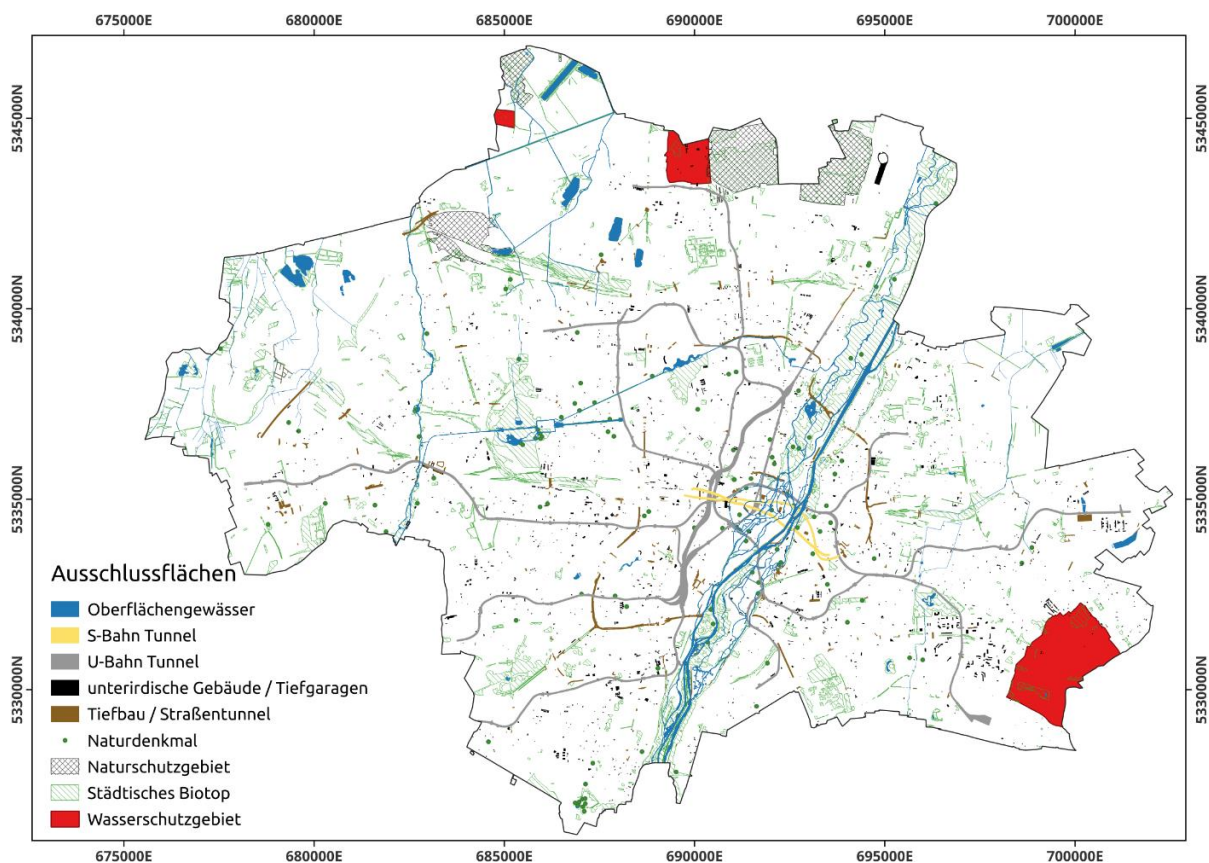 675000E 680000E 685000E 690000E 695000E 700000E
5345000N 5345000N
5340000N 5340000N
5335000N 5335000N
5330000N 5330000N
Ausschlussflächen
Oberflächengewässer
S-Bahn Tunnel
U-Bahn Tunnel
unterirdische Gebäude / Tiefgaragen
Tiefbau / Straßentunnel
Naturdenkmal
Naturschutzgebiet
Städtisches Biotop
Wasserschutzgebiet
675000E 680000E 685000E 690000E 695000E 700000E